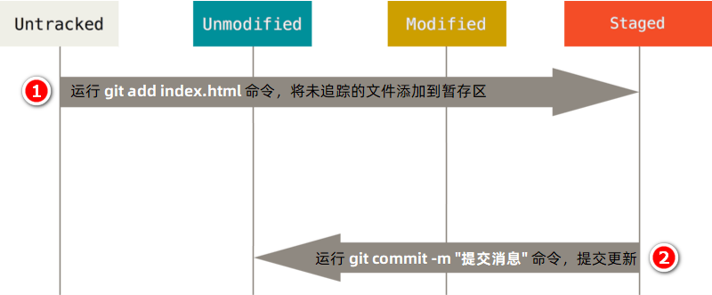 Untracked
Unmodified
Modified
Staged
1
运行 git add index.html 命令，将未追踪的文件添加到暂存区
运行 git commit -m "提交消息" 命令，提交更新
2